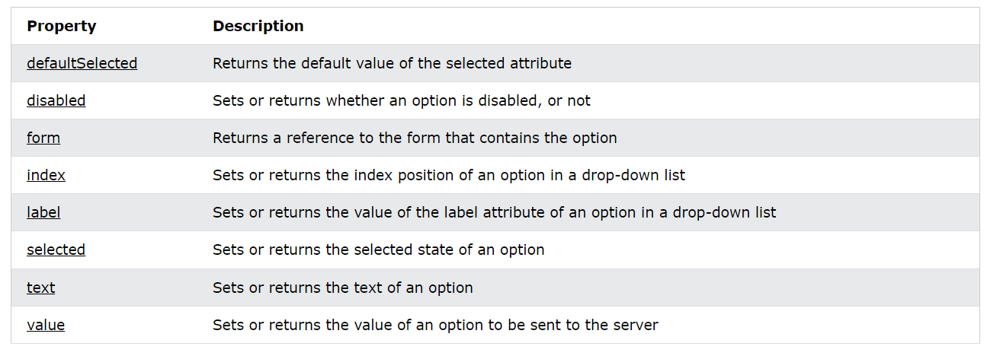 Property Description
defaultSelected Returns the default value of the selected attribute
disabled Sets or returns whether an option is disabled, or not
form Returns a reference to the form that contains the option
index Sets or returns the index position of an option in a drop-down list
label Sets or returns the value of the label attribute of an option in a drop-down list
selected Sets or returns the selected state of an option
text Sets or returns the text of an option
value Sets or returns the value of an option to be sent to the server